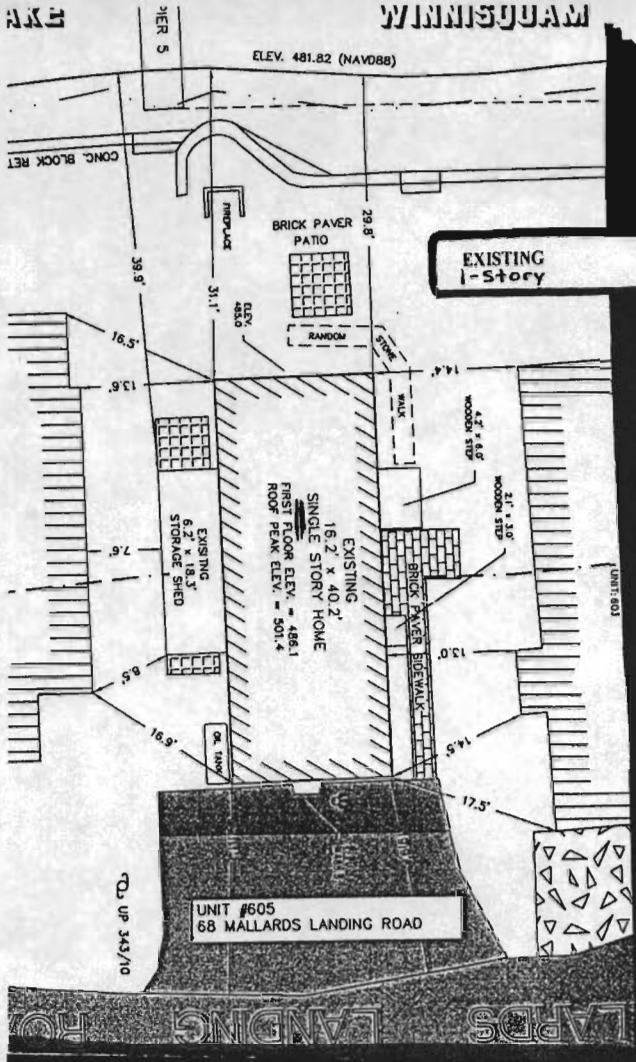 AKE
WINNISQUAM
PIER 5
ELEV. 481.82 (NAVD88)
CONC. BLOCK RET
FIREPLACE
BRICK PAVER
PATIO
29.8'
39.9'
31.1'
EXISTING
1-Story
ELEV.
485.0
RANDOM
STONE
WALK
16.5'
13.6'
14.4'
4.2' x 6.0'
WOODEN STEP
2.1' x 3.0'
WOODEN STEP
EXISTING
16.2' x 40.2'
SINGLE STORY HOME
FIRST FLOOR ELEV. = 486.1
ROOF PEAK ELEV. = 501.4
EXISTING
6.2' x 18.3'
STORAGE SHED
7.6'
UNIT: 603
BRICK PAVER SIDEWALK
13.0'
8.5'
16.9'
OIL TANK
14.5'
17.5'
UNIT #605
68 MALLARDS LANDING ROAD
UP 343/10
LARDS LANDING RO